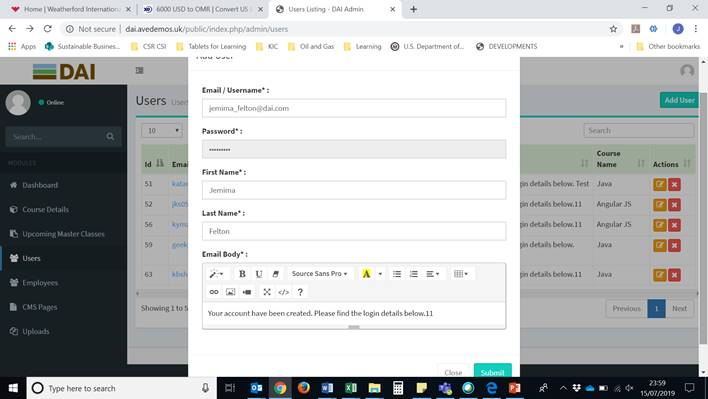 Home | Weatherford Internationa
6000 USD to OMR | Convert US
Users Listing - DAI Admin
Not secure | dai.avedemos.uk/public/index.php/admin/users
Apps Sustainable Busines... CSR CSI Tablets for Learning KIC Oil and Gas Learning U.S. Department of... DEVELOPMENTS » Other bookmarks
DAI
Online
Search...
MODULES
Dashboard
Course Details
Upcoming Master Classes
Users
Employees
CMS Pages
Uploads
Users
Add User
10
Search
Id Emai Course Name Actions
51 gin details below. Test Java
52 jks05 gin details below.11 Angular JS
56 kyma gin details below.11 Angular JS
59 geek gin details below. Java
63 kbsh gin details below.11 Java
Showing 1 to 5
Previous 1 Next
Add User
Email / Username* :
jemima_felton@dai.com
Password* :
•••••••••
First Name* :
Jemima
Last Name* :
Felton
Email Body* :
B U Source Sans Pro A
</> ?
Your account have been created. Please find the login details below.11
Close Submit
Type here to search
23:59
15/07/2019